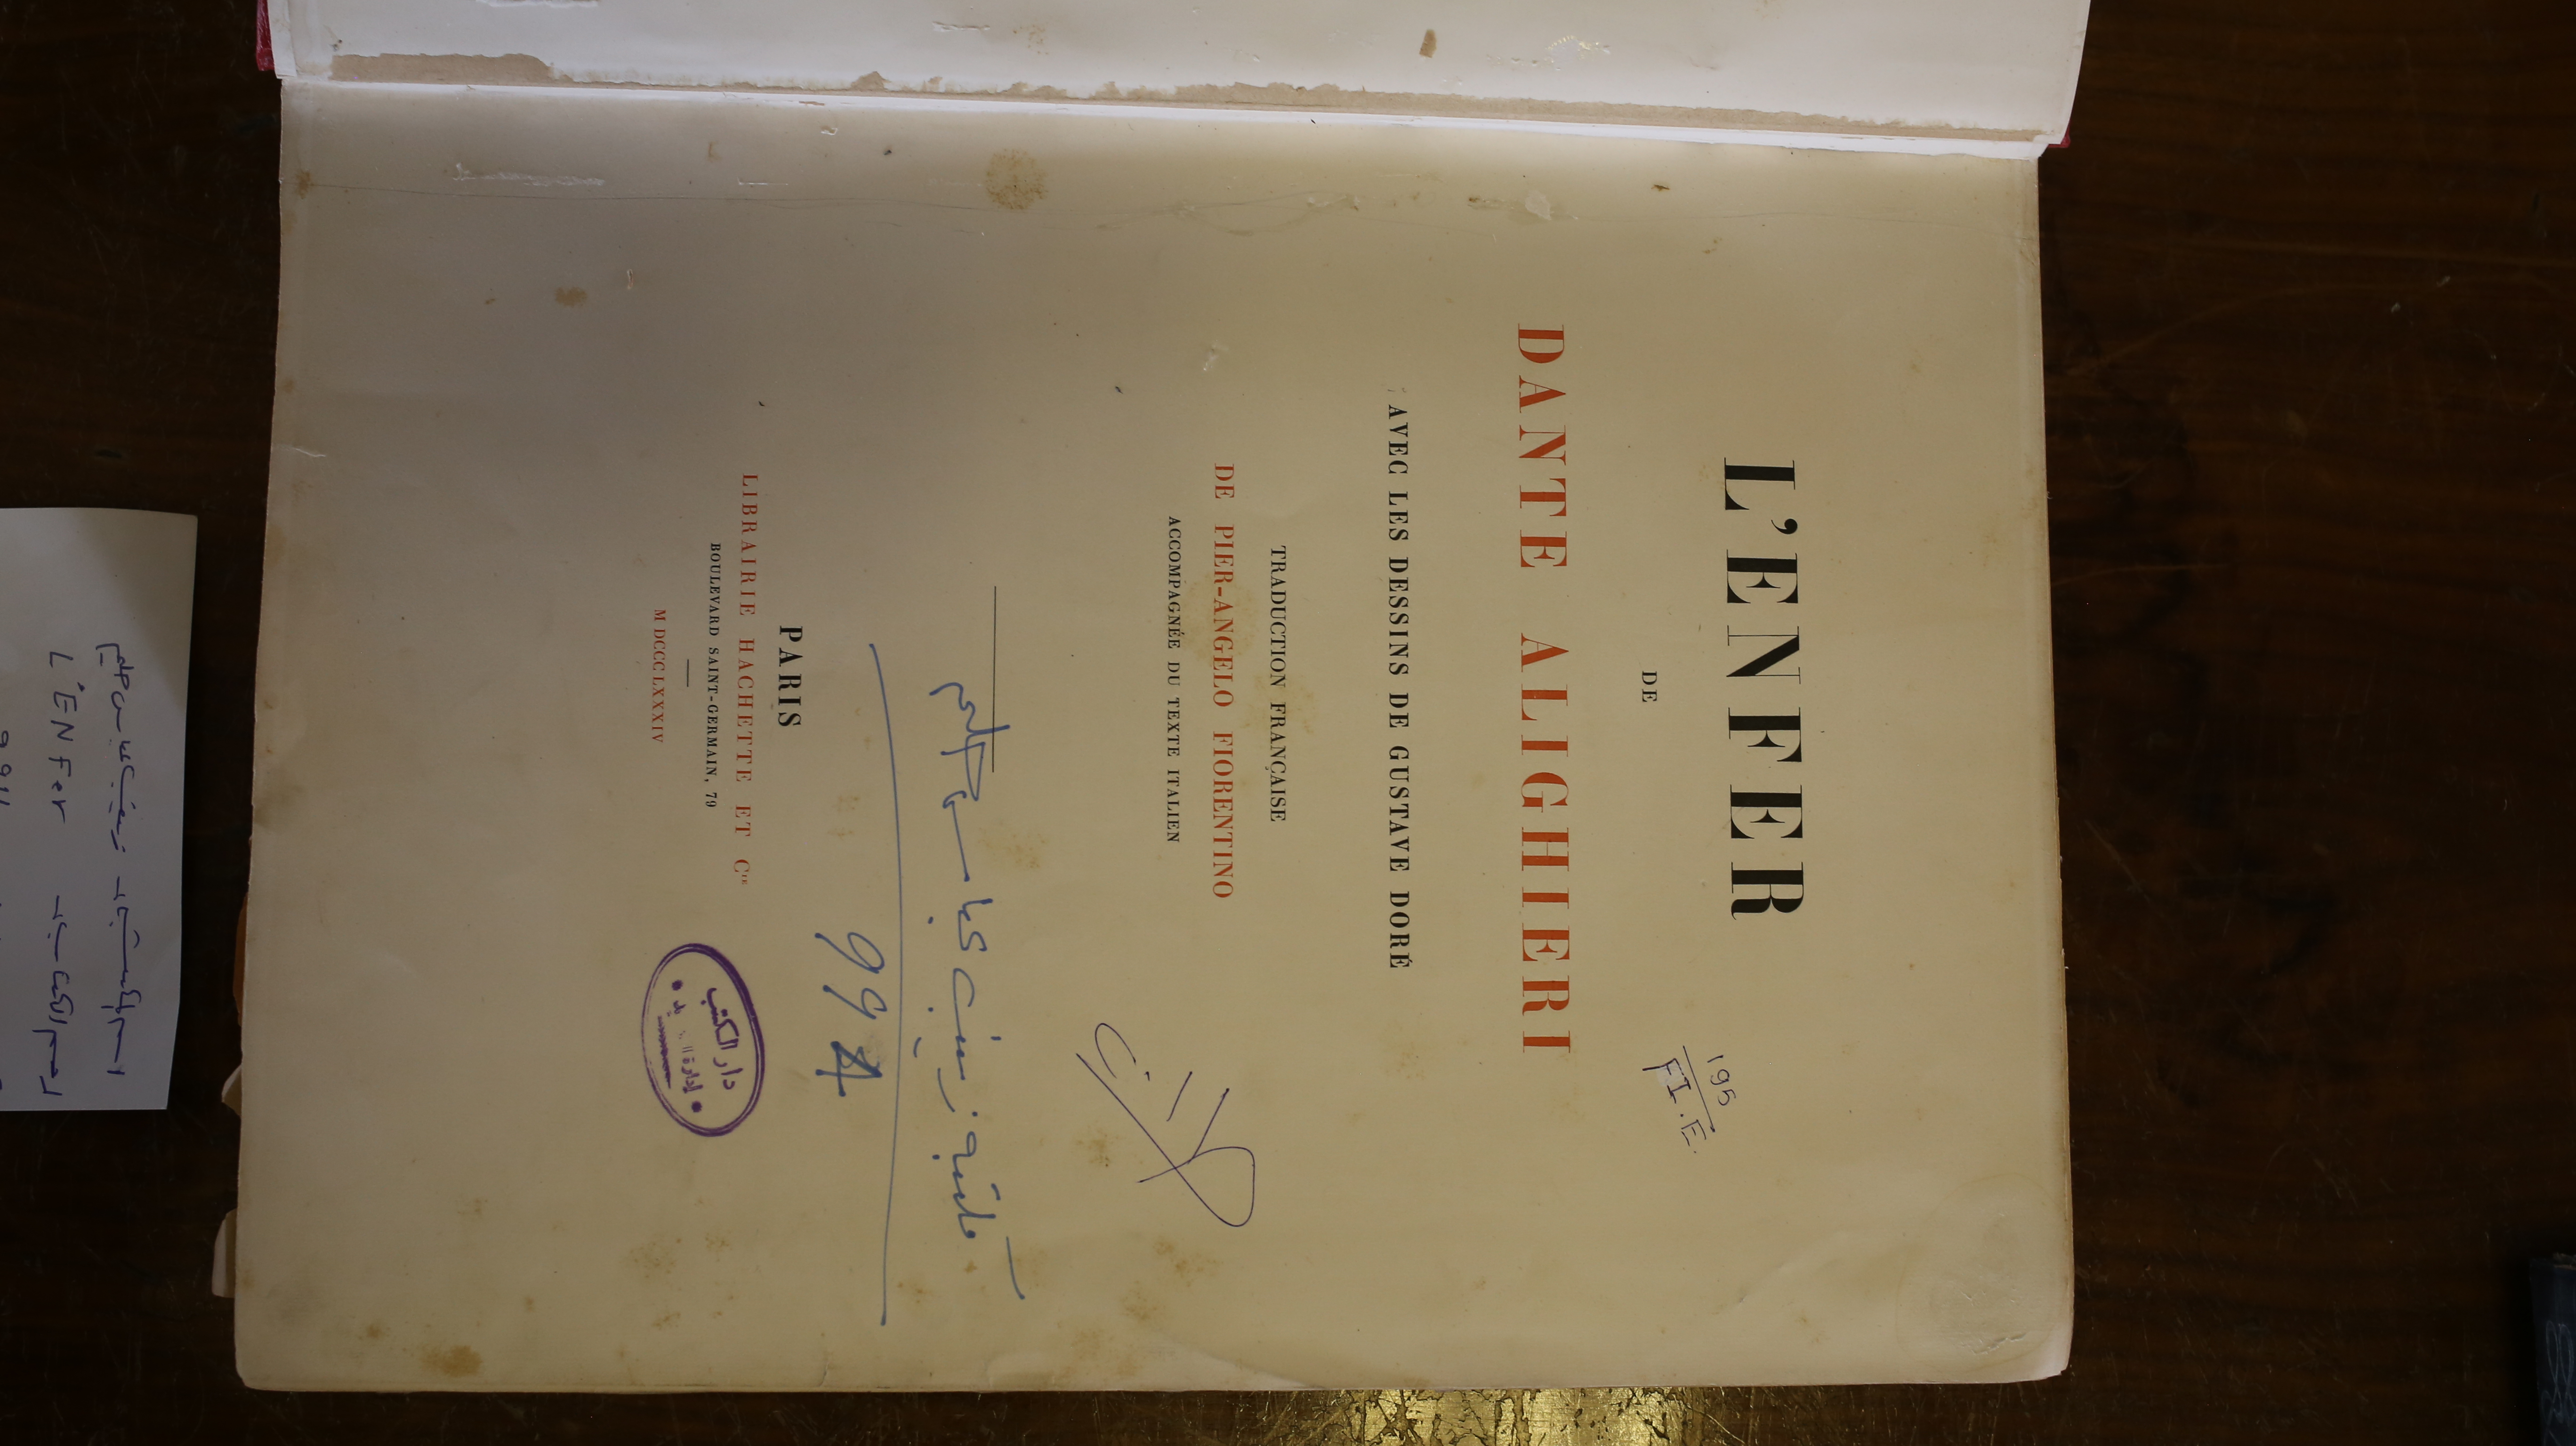 L'ENFER
DE
DANTE ALIGHIERI
195
FI.E.
AVEC LES DESSINS DE GUSTAVE DORÉ
TRADUCTION FRANÇAISE
DE PIER-ANGELO FIORENTINO
ACCOMPAGNÉE DU TEXTE ITALIEN
PARIS
LIBRAIRIE HACHETTE ET Cie
BOULEVARD SAINT-GERMAIN, 79
M DCCC LXXXIV
994
دار الكتب
L'ENFer